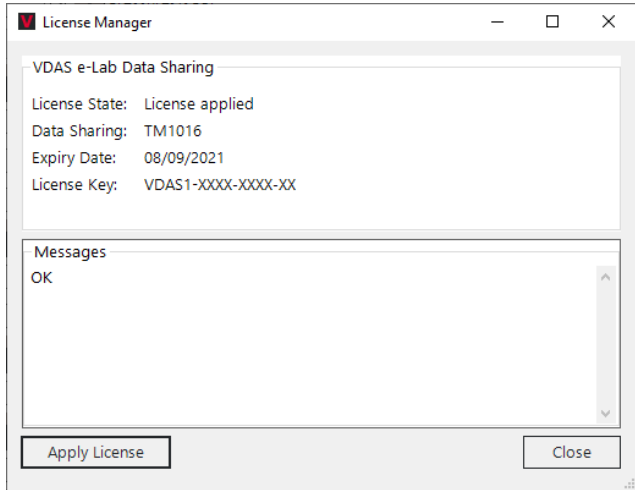 License Manager
VDAS e-Lab Data Sharing
License State: License applied
Data Sharing: TM1016
Expiry Date: 08/09/2021
License Key: VDAS1-XXXX-XXXX-XX
Messages
OK
Apply License
Close